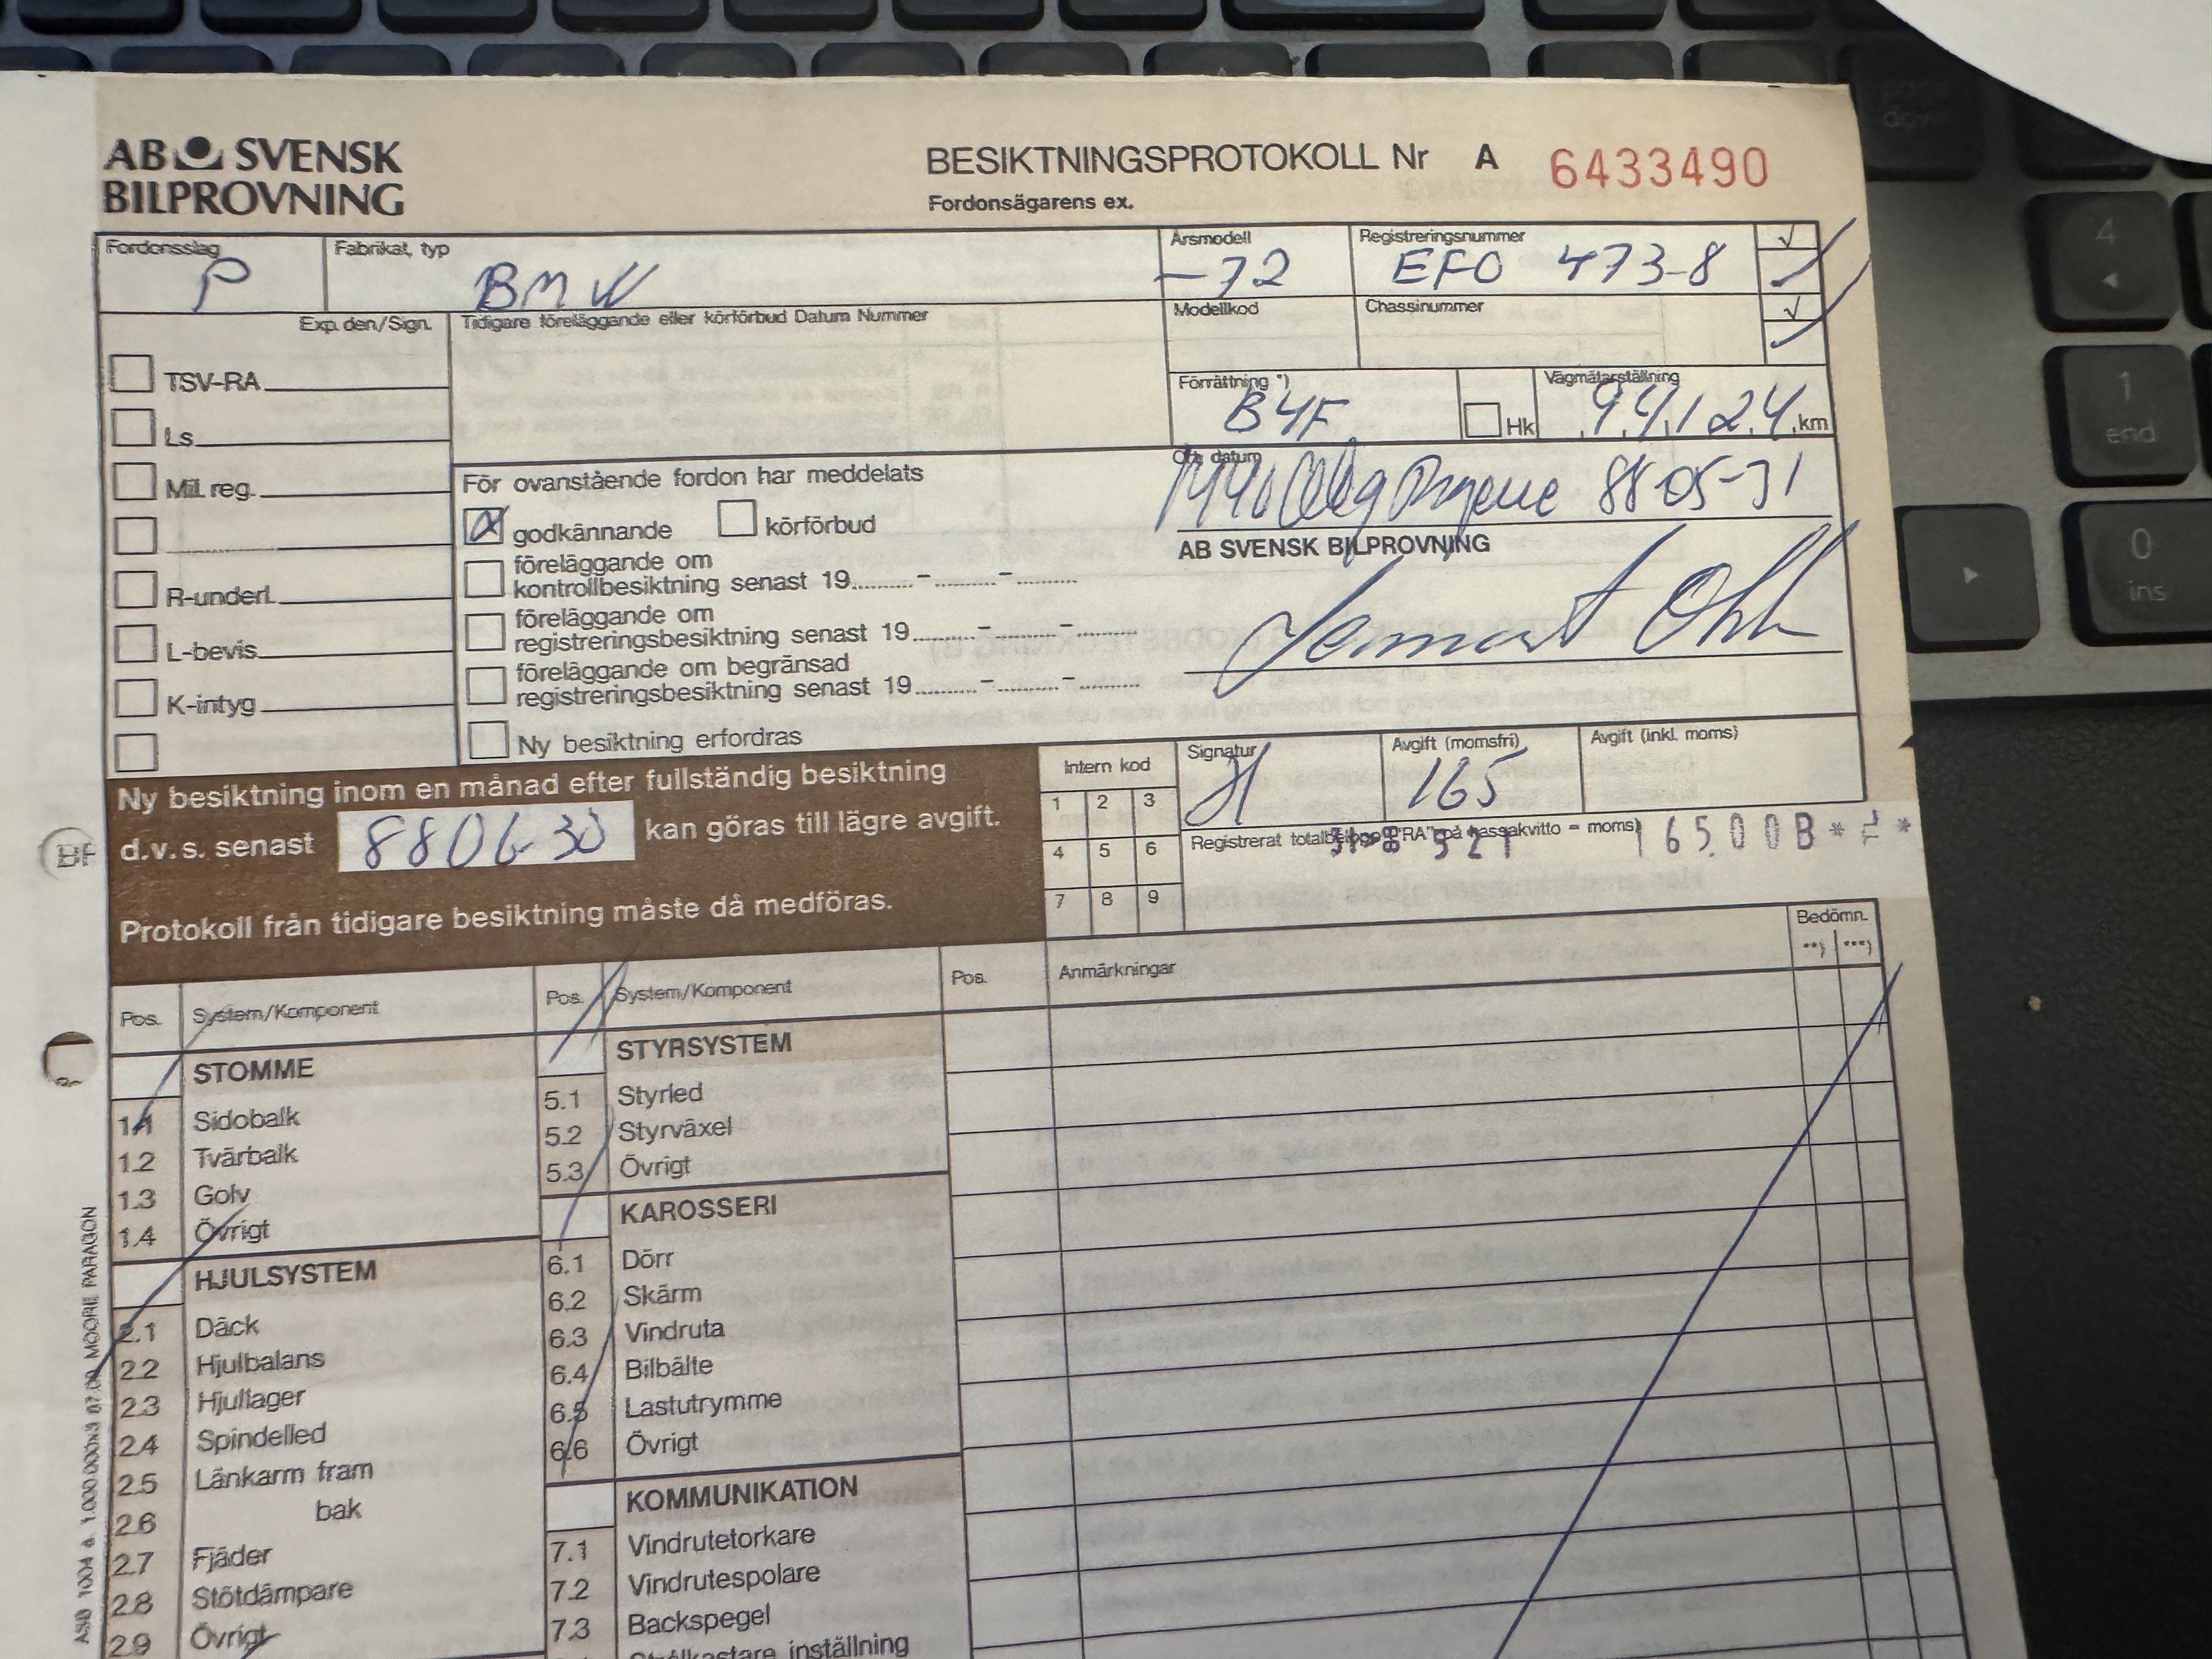 AB SVENSK
BILPROVNING
BESIKTNINGSPROTOKOLL Nr A 6433490
Fordonsägarens ex.
Fordonsslag
P
Fabrikat, typ
BMW
Årsmodell
-72
Registreringsnummer
EFO 473-8
Exp. den/Sign.
Tidigare föreläggande eller körförbud Datum Nummer
Modellkod
Chassinummer
TSV-RA
Ls
Mil. reg.
R-underl.
L-bevis
K-intyg
Förrättning *)
B4F
Hk
Vägmätarställning
94124 km
För ovanstående fordon har meddelats
godkännande
körförbud
föreläggande om
kontrollbesiktning senast 19
föreläggande om
registreringsbesiktning senast 19
föreläggande om begränsad
registreringsbesiktning senast 19
Ny besiktning erfordras
Ort, datum
88-05-31
AB SVENSK BILPROVNING
Ny besiktning inom en månad efter fullständig besiktning
d.v.s. senast 880630 kan göras till lägre avgift.
Protokoll från tidigare besiktning måste då medföras.
Intern kod
1 2 3
4 5 6
7 8 9
Signatur
Avgift (momsfri)
165
Avgift (inkl. moms)
Registrerat totalbelopp ("RA" på kassakvitto = moms)
165.00B*
BF
Pos. System/Komponent
STOMME
1.1 Sidobalk
1.2 Tvärbalk
1.3 Golv
1.4 Övrigt
HJULSYSTEM
2.1 Däck
2.2 Hjulbalans
2.3 Hjullager
2.4 Spindelled
2.5 Länkarm fram
2.6 bak
2.7 Fjäder
2.8 Stötdämpare
2.9 Övrigt
Pos. System/Komponent
STYRSYSTEM
5.1 Styrled
5.2 Styrväxel
5.3 Övrigt
KAROSSERI
6.1 Dörr
6.2 Skärm
6.3 Vindruta
6.4 Bilbälte
6.5 Lastutrymme
6.6 Övrigt
KOMMUNIKATION
7.1 Vindrutetorkare
7.2 Vindrutespolare
7.3 Backspegel
Strålkastare inställning
Pos. Anmärkningar
Bedömn.
**) ***)
MOORE PARAGON
4
1
end
0
ins